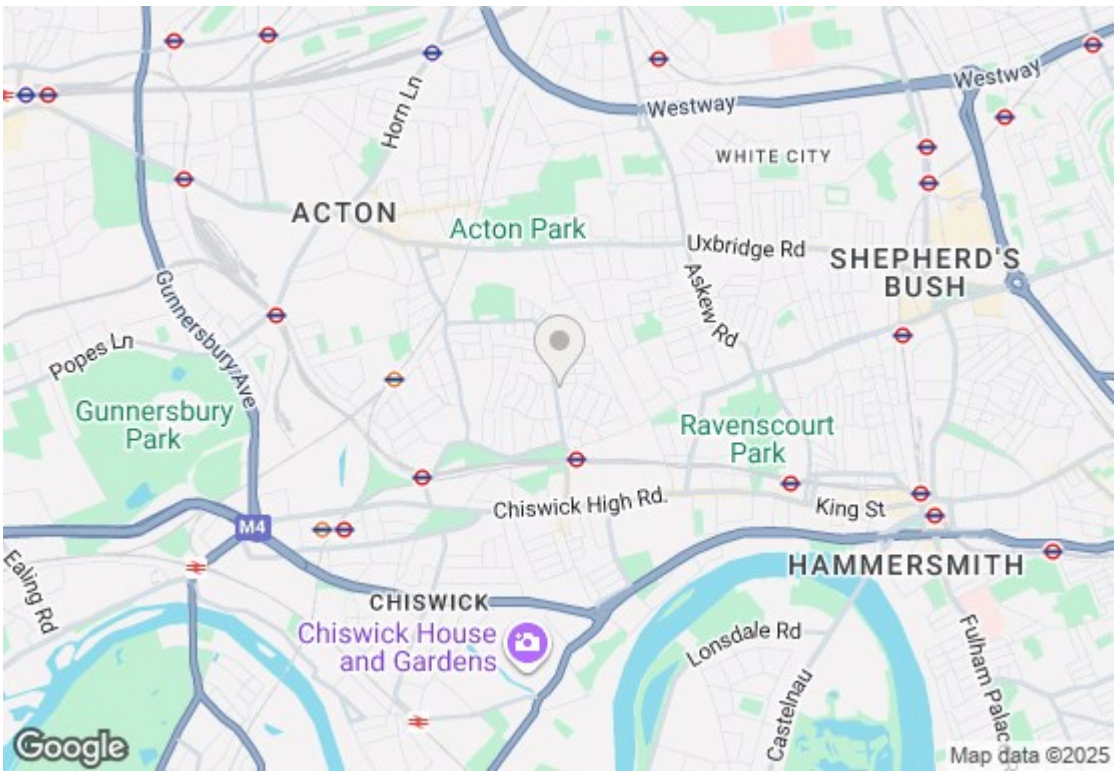 Horn Ln
Westway
Westway
WHITE CITY
ACTON
Acton Park
Uxbridge Rd
SHEPHERD'S
BUSH
Askew Rd
Gunnersbury Ave
Popes Ln
Gunnersbury
Park
Ravenscourt
Park
Chiswick High Rd.
King St
M4
HAMMERSMITH
Ealing Rd
CHISWICK
Chiswick House
and Gardens
Lonsdale Rd
Castelnau
Fulham Palac
Google
Map data ©2025